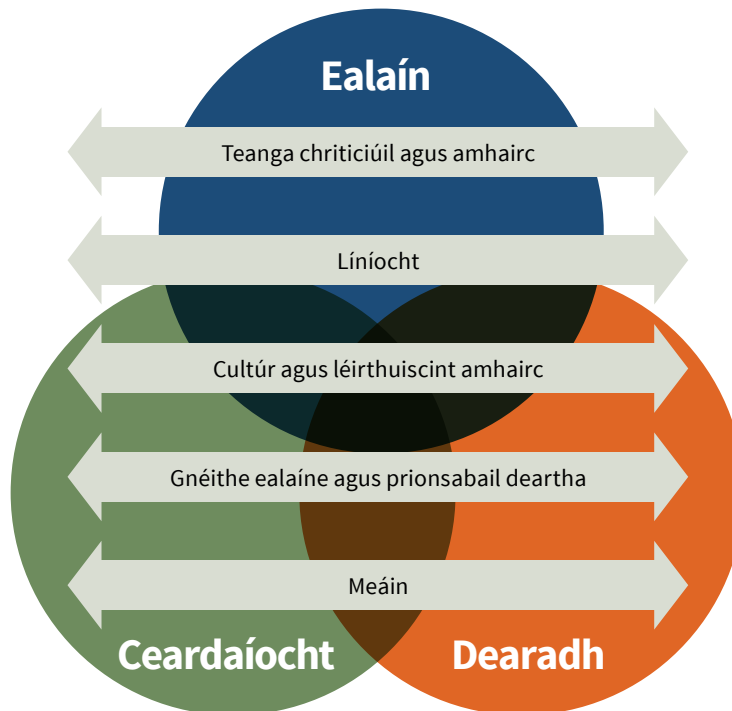 Ealaín
Teanga chriticiúil agus amhairc
Líníocht
Cultúr agus léirthuiscint amhairc
Gnéithe ealaíne agus prionsabail deartha
Meáin
Ceardaíocht
Dearadh